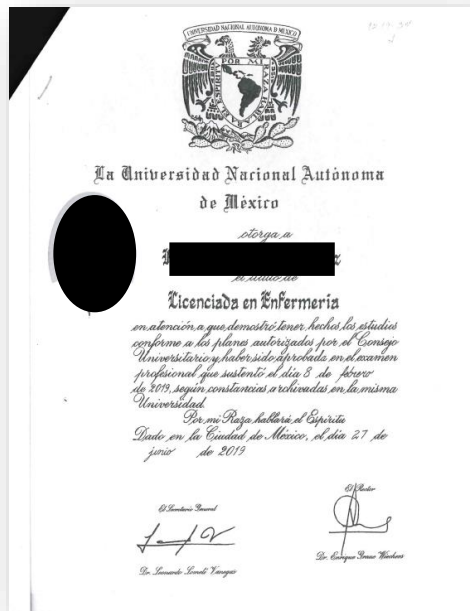 UNIVERSIDAD NACIONAL AUTONOMA DE MEXICO
POR MI RAZA HABLARA EL ESPIRITU
La Universidad Nacional Autónoma
de México
otorga a
el título de
Licenciada en Enfermería
en atención a que demostró tener hechos los estudios
conforme a los planes autorizados por el Consejo
Universitario y haber sido aprobada en el examen
profesional que sustentó el día 8 de febrero
de 2019, según constancias archivadas en la misma
Universidad.
Por mi Raza hablará el Espíritu
Dado en la Ciudad de México, el día 27 de
junio de 2019
El Secretario General
El Rector
Dr. Leonardo Lomelí Vanegas
Dr. Enrique Graue Wiechers